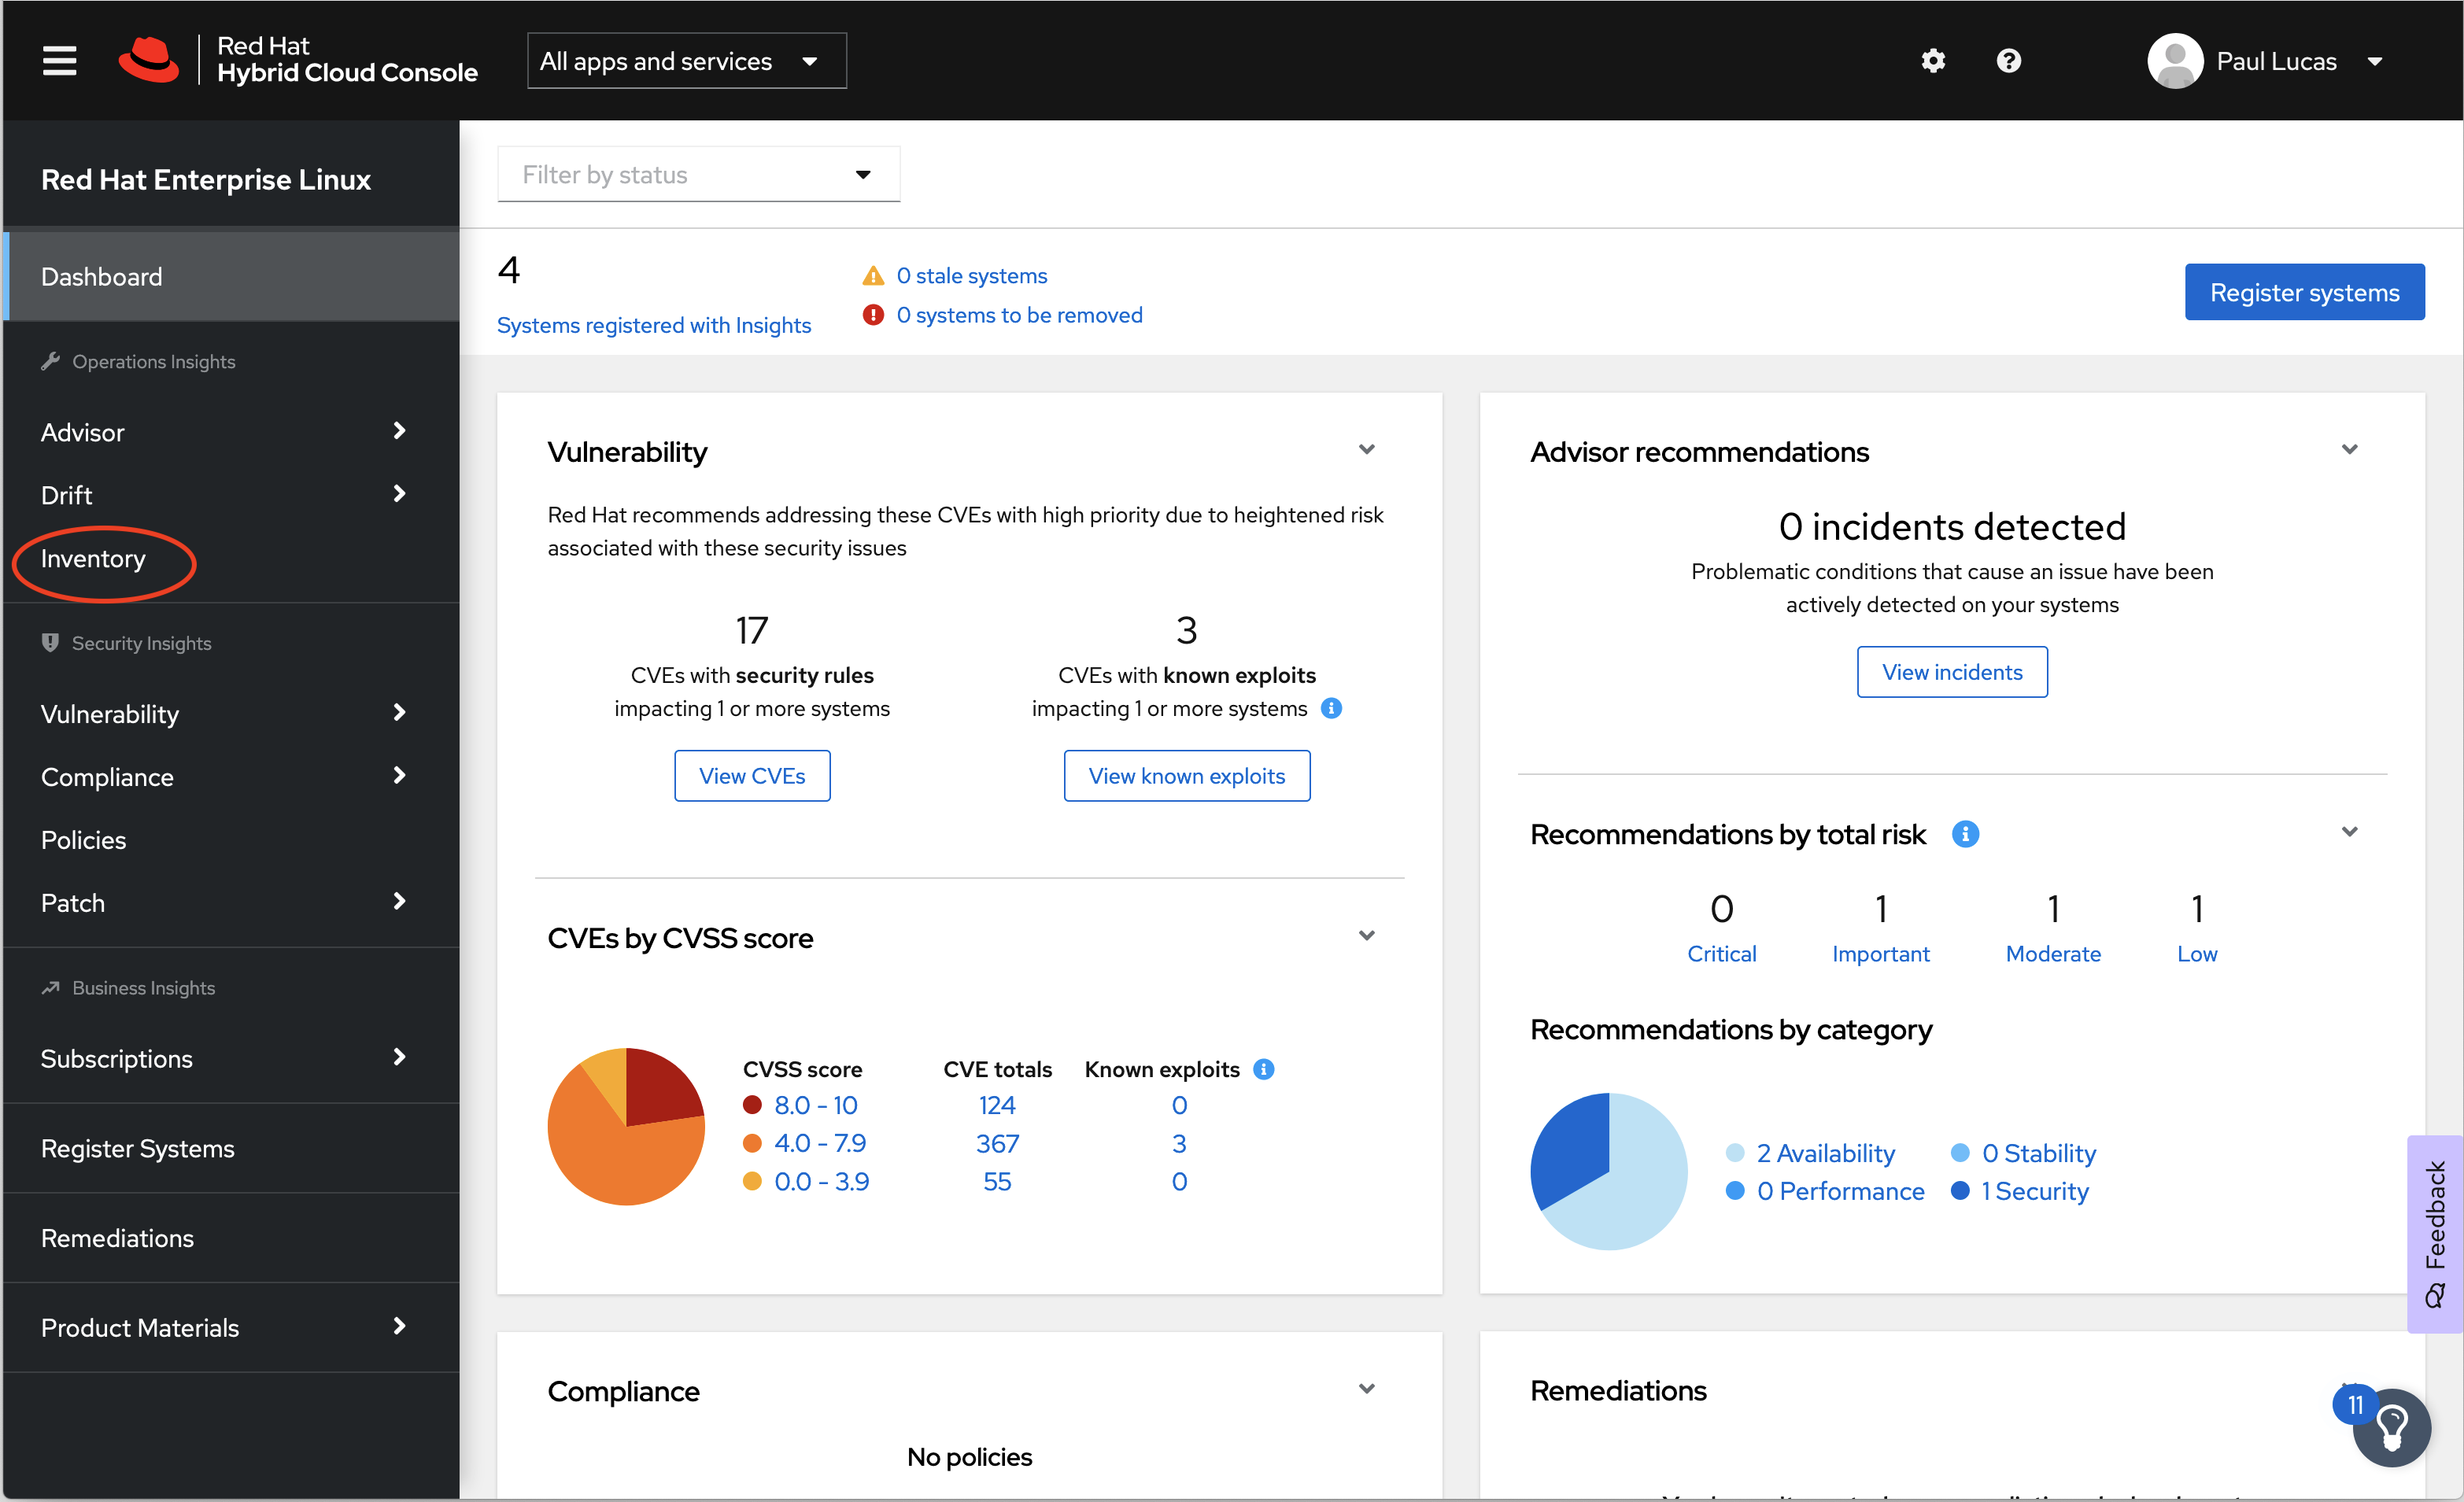 Red Hat
Hybrid Cloud Console
All apps and services
Paul Lucas
Red Hat Enterprise Linux
Dashboard
Operations Insights
Advisor
Drift
Inventory
Security Insights
Vulnerability
Compliance
Policies
Patch
Business Insights
Subscriptions
Register Systems
Remediations
Product Materials
Filter by status
4
Systems registered with Insights
0 stale systems
0 systems to be removed
Register systems
Vulnerability
Red Hat recommends addressing these CVEs with high priority due to heightened risk
associated with these security issues
17
CVEs with security rules
impacting 1 or more systems
View CVEs
3
CVEs with known exploits
impacting 1 or more systems
View known exploits
CVEs by CVSS score
CVSS score CVE totals Known exploits
8.0 - 10 124 0
4.0 - 7.9 367 3
0.0 - 3.9 55 0
Advisor recommendations
0 incidents detected
Problematic conditions that cause an issue have been
actively detected on your systems
View incidents
Recommendations by total risk
0 1 1 1
Critical Important Moderate Low
Recommendations by category
2 Availability 0 Stability
0 Performance 1 Security
Compliance
No policies
Remediations
11
Feedback